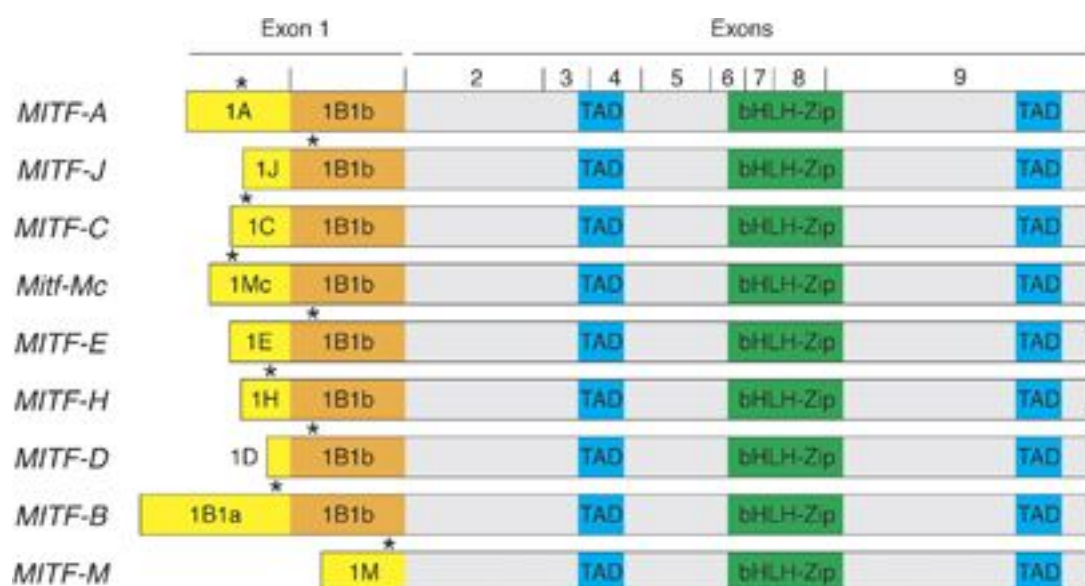 Exon 1 Exons
* 2 3 4 5 6 7 8 9
MITF-A 1A 1B1b TAD bHLH-Zip TAD
*
MITF-J 1J 1B1b TAD bHLH-Zip TAD
*
MITF-C 1C 1B1b TAD bHLH-Zip TAD
*
Mitf-Mc 1Mc 1B1b TAD bHLH-Zip TAD
*
MITF-E 1E 1B1b TAD bHLH-Zip TAD
*
MITF-H 1H 1B1b TAD bHLH-Zip TAD
*
MITF-D 1D 1B1b TAD bHLH-Zip TAD
*
MITF-B 1B1a 1B1b TAD bHLH-Zip TAD
*
MITF-M 1M TAD bHLH-Zip TAD